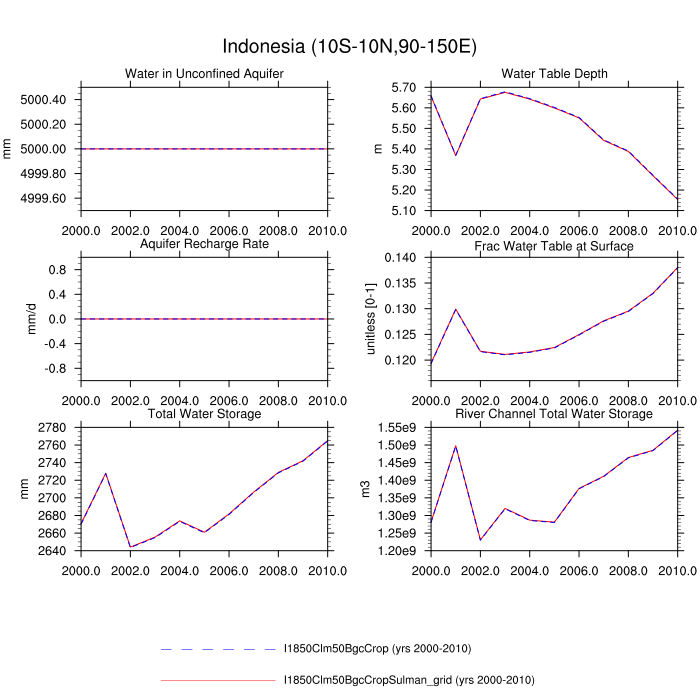 Indonesia (10S-10N,90-150E)
Water in Unconfined Aquifer
mm
5000.40
5000.20
5000.00
4999.80
4999.60
2000.0 2002.0 2004.0 2006.0 2008.0 2010.0
Water Table Depth
m
5.70
5.60
5.50
5.40
5.30
5.20
5.10
2000.0 2002.0 2004.0 2006.0 2008.0 2010.0
Aquifer Recharge Rate
mm/d
0.8
0.4
0.0
-0.4
-0.8
2000.0 2002.0 2004.0 2006.0 2008.0 2010.0
Frac Water Table at Surface
unitless [0-1]
0.140
0.135
0.130
0.125
0.120
2000.0 2002.0 2004.0 2006.0 2008.0 2010.0
Total Water Storage
mm
2780
2760
2740
2720
2700
2680
2660
2640
2000.0 2002.0 2004.0 2006.0 2008.0 2010.0
River Channel Total Water Storage
m3
1.55e9
1.50e9
1.45e9
1.40e9
1.35e9
1.30e9
1.25e9
1.20e9
2000.0 2002.0 2004.0 2006.0 2008.0 2010.0
I1850Clm50BgcCrop (yrs 2000-2010)
I1850Clm50BgcCropSulman_grid (yrs 2000-2010)